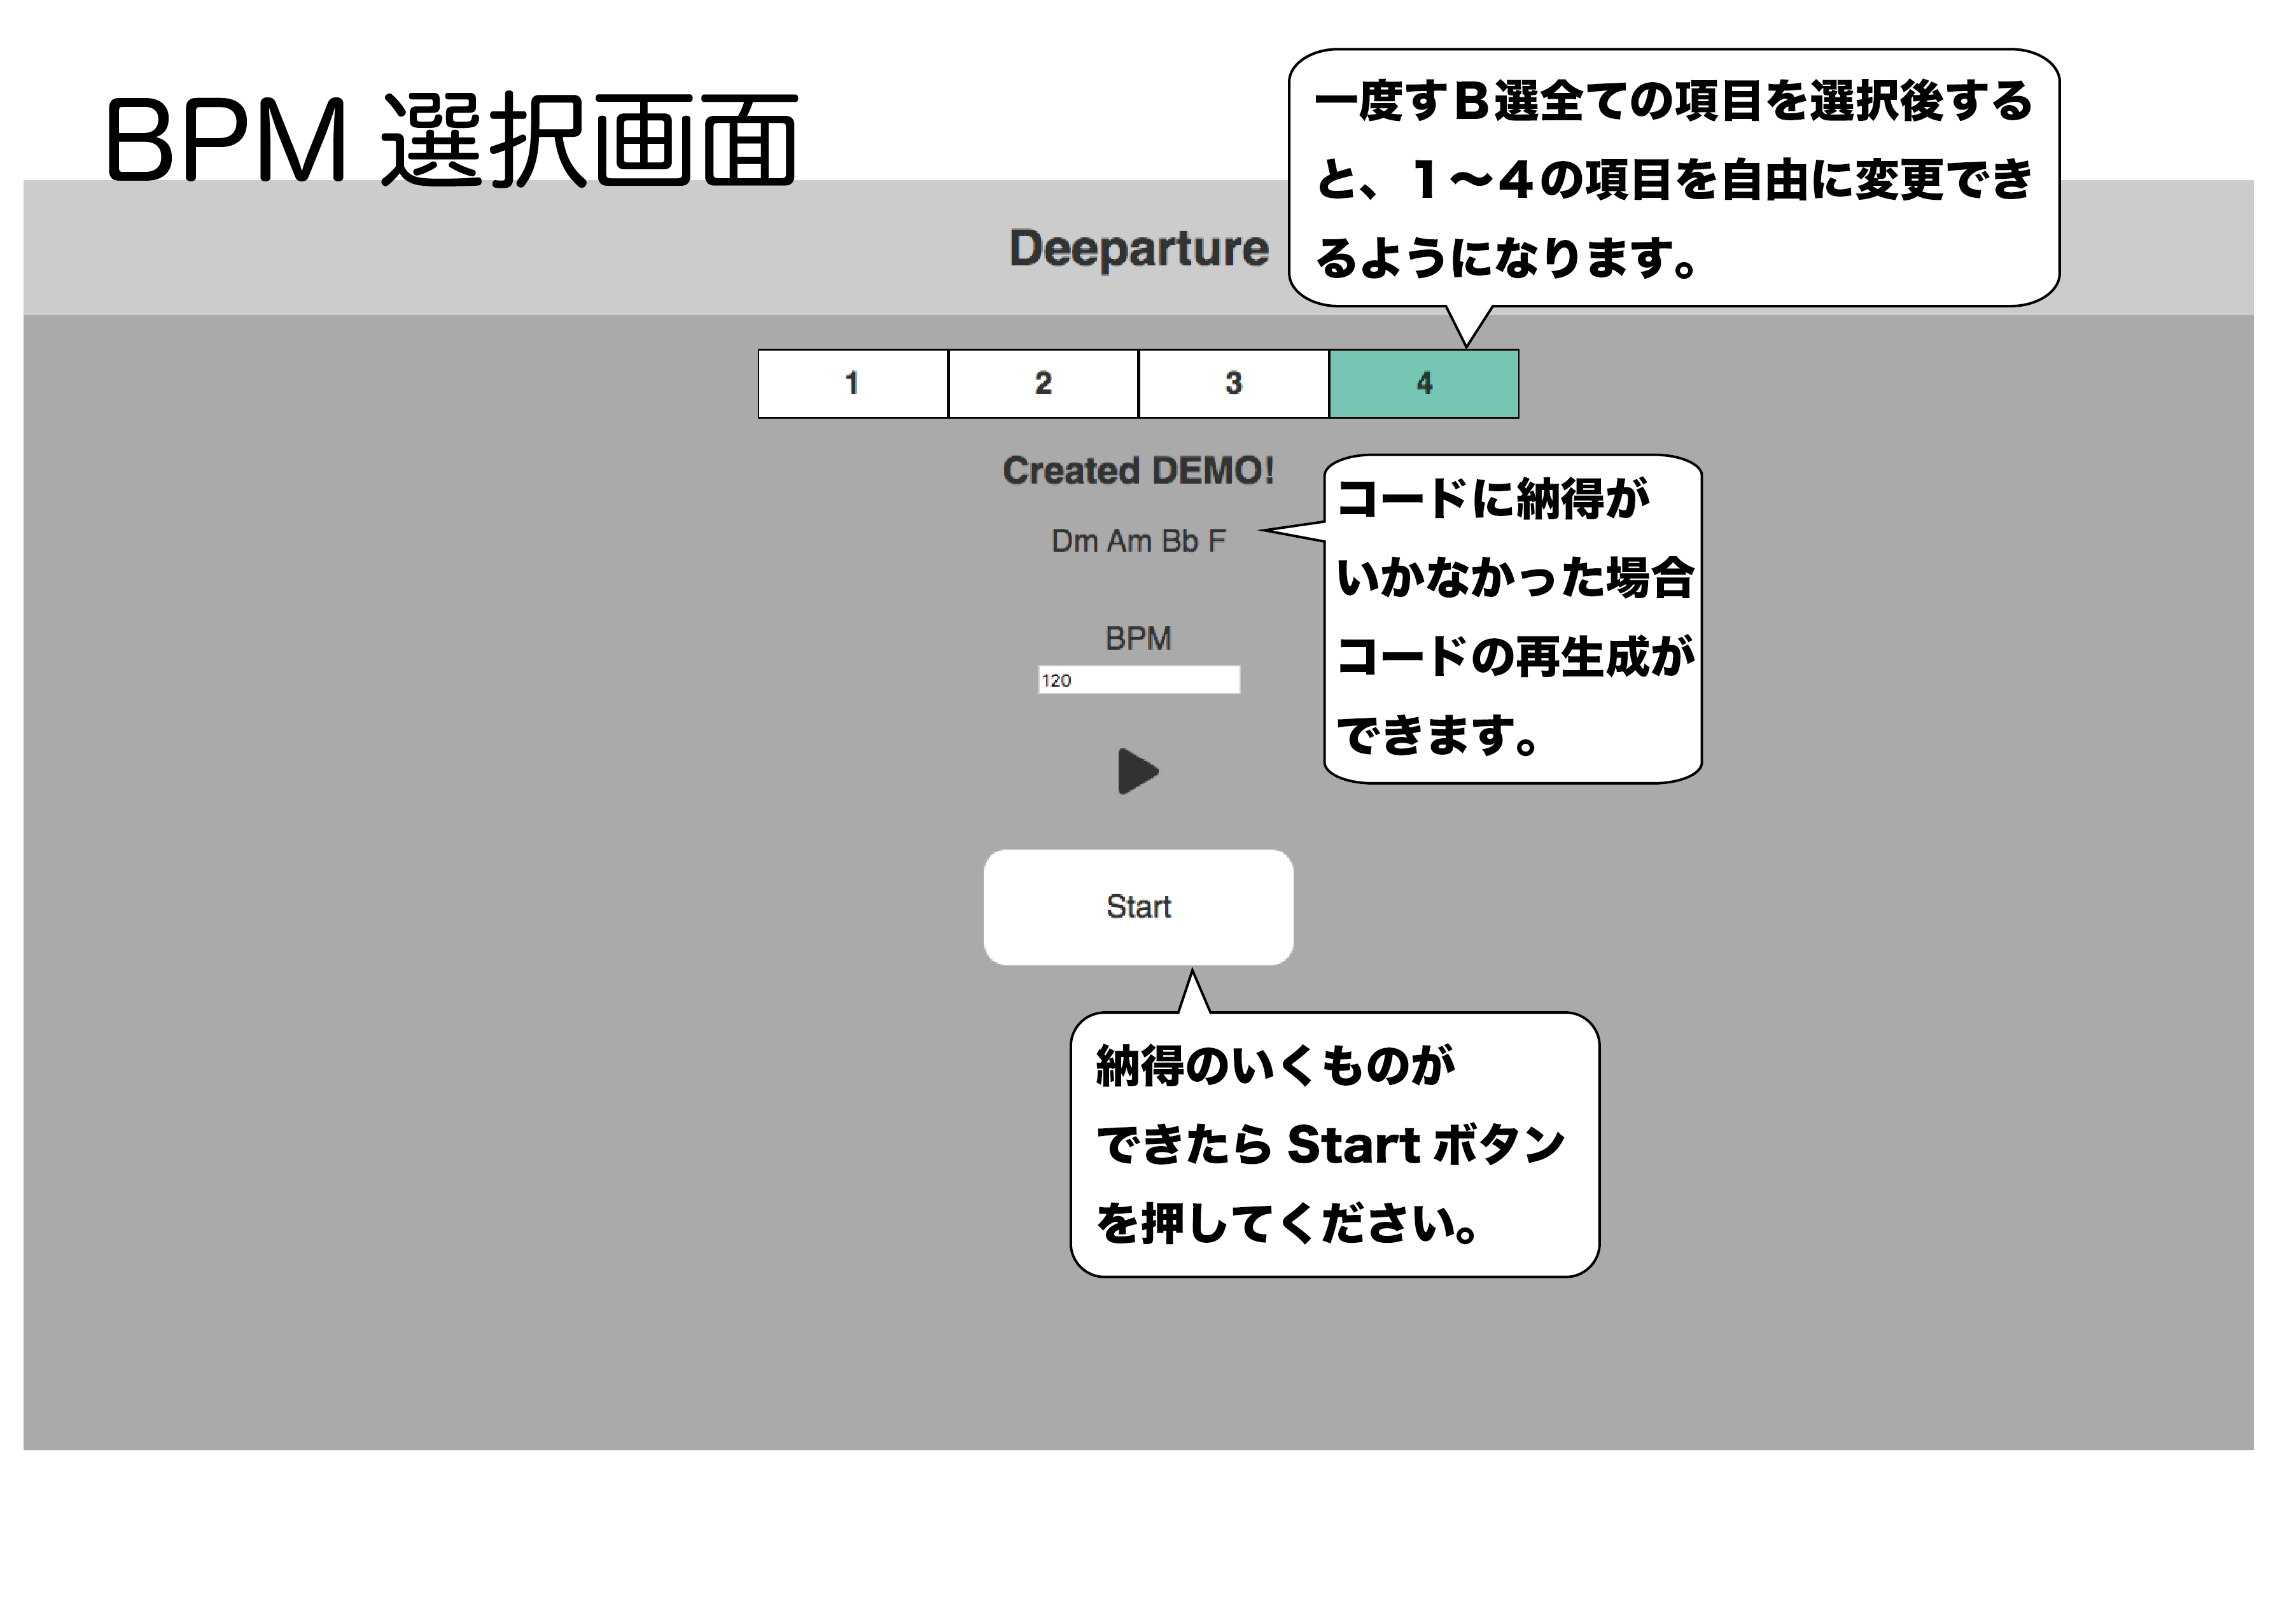 BPM 選択画面
一度すB選全ての項目を選択後する
と、1〜4の項目を自由に変更でき
るようになります。
Deeparture
1
2
3
4
Created DEMO!
Dm Am Bb F
コードに納得が
いかなかった場合
コードの再生成が
できます。
BPM
120
Start
納得のいくものが
できたら Start ボタン
を押してください。